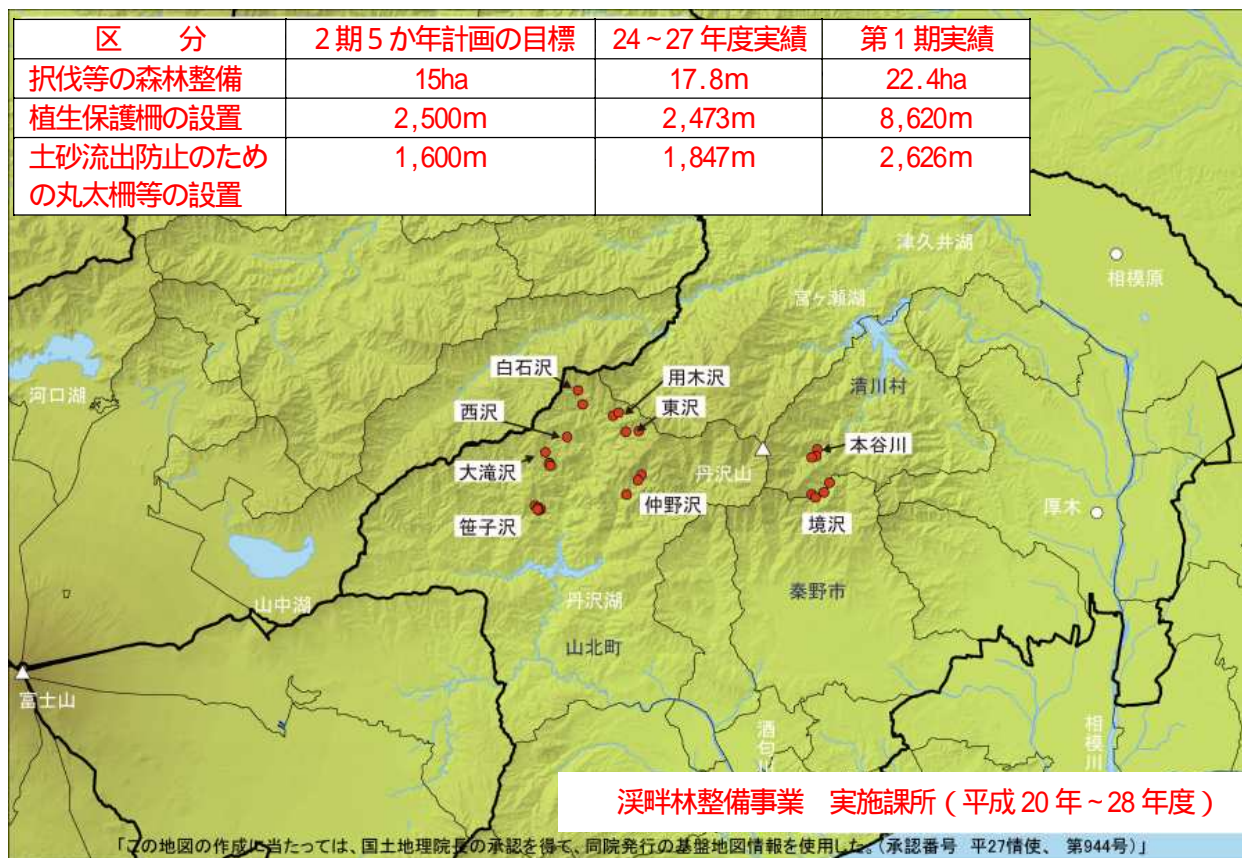 区　分 2期5か年計画の目標 24~27年度実績 第1期実績
択伐等の森林整備 15ha 17.8m 22.4ha
植生保護柵の設置 2,500m 2,473m 8,620m
土砂流出防止のため 1,600m 1,847m 2,626m
の丸太柵等の設置
津久井湖
相模原
宮ヶ瀬湖
白石沢
用木沢
河口湖
清川村
西沢
東沢
本谷川
大滝沢
丹沢山
仲野沢
厚木
笹子沢
境沢
山中湖
丹沢湖
秦野市
山北町
富士山
酒匂川
相模川
渓畔林整備事業　実施課所(平成20年~28年度)
「この地図の作成に当たっては、国土地理院長の承認を得て、同院発行の基盤地図情報を使用した。(承認番号 平27情使、 第944号)」